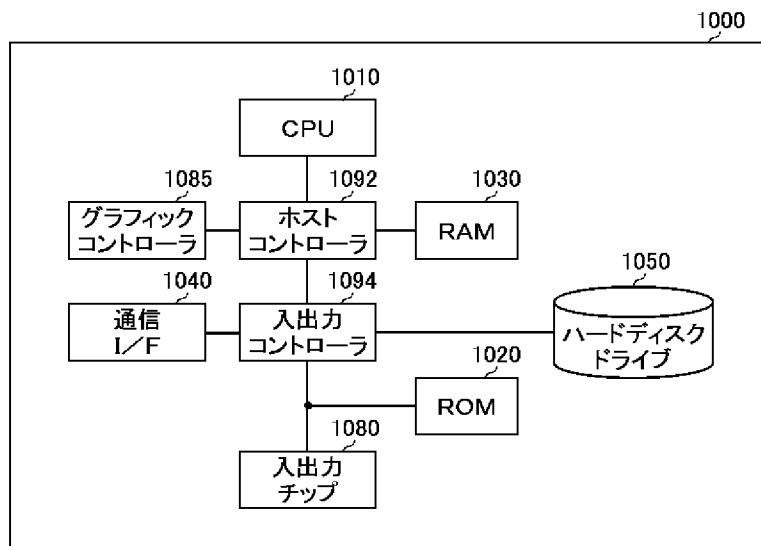 1000
1010
CPU
1085
グラフィック
コントローラ
1092
ホスト
コントローラ
1030
RAM
1040
通信
I／F
1094
入出力
コントローラ
1050
ハードディスク
ドライブ
1020
ROM
1080
入出力
チップ